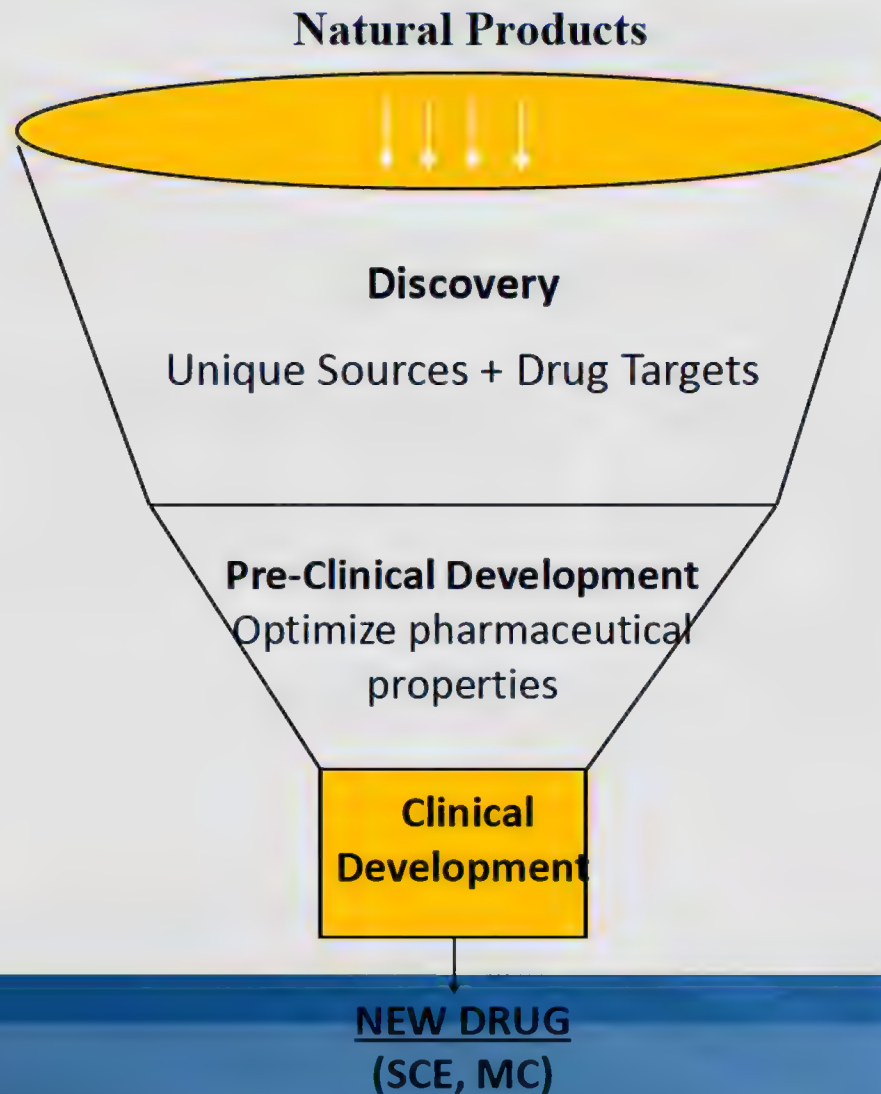 Natural Products
Discovery
Unique Sources + Drug Targets
Pre-Clinical Development
Optimize pharmaceutical
properties
Clinical
Development
NEW DRUG
(SCE, MC)